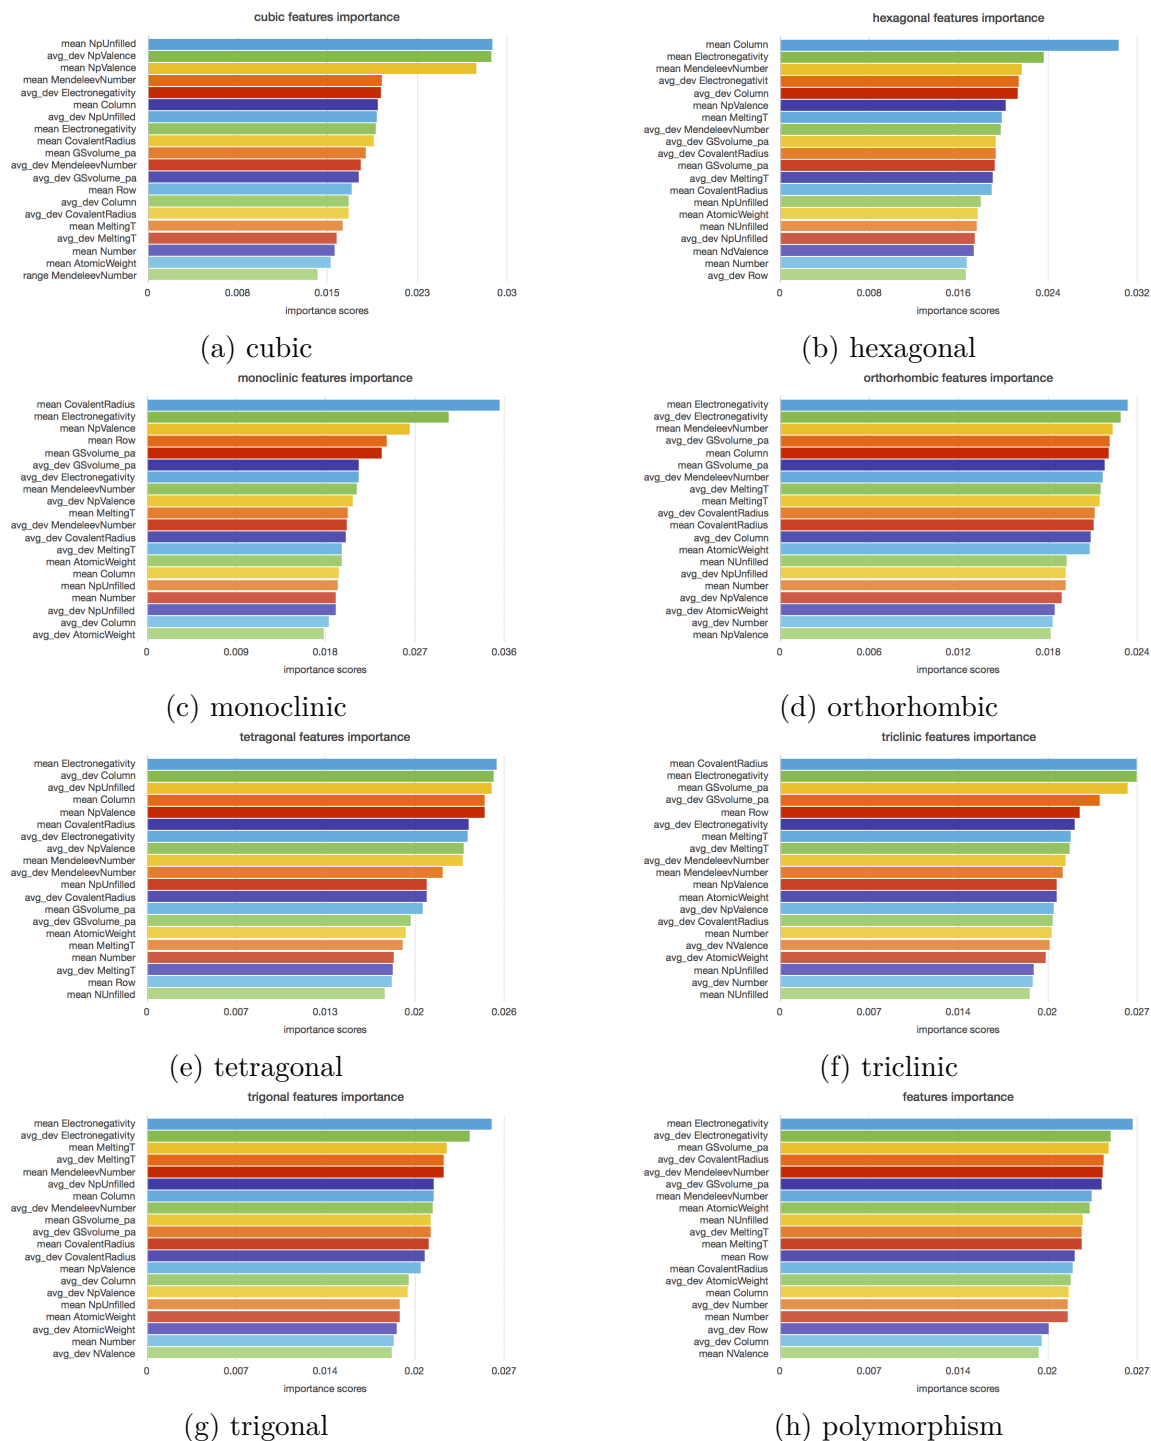 cubic features importance
mean NpUnfilled
avg_dev NpValence
mean NpValence
mean MendeleevNumber
avg_dev Electronegativity
mean Column
avg_dev NpUnfilled
mean Electronegativity
mean CovalentRadius
mean GSvolume_pa
avg_dev MendeleevNumber
avg_dev GSvolume_pa
mean Row
avg_dev Column
avg_dev CovalentRadius
mean MeltingT
avg_dev MeltingT
mean Number
mean AtomicWeight
range MendeleevNumber
0 0.008 0.015 0.023 0.03
importance scores
(a) cubic
hexagonal features importance
mean Column
mean Electronegativity
mean MendeleevNumber
avg_dev Electronegativit
avg_dev Column
mean NpValence
mean MeltingT
avg_dev MendeleevNumber
avg_dev GSvolume_pa
avg_dev CovalentRadius
mean GSvolume_pa
avg_dev MeltingT
mean CovalentRadius
mean NpUnfilled
mean AtomicWeight
mean NUnfilled
avg_dev NpUnfilled
mean NdValence
mean Number
avg_dev Row
0 0.008 0.016 0.024 0.032
importance scores
(b) hexagonal
monoclinic features importance
mean CovalentRadius
mean Electronegativity
mean NpValence
mean Row
mean GSvolume_pa
avg_dev GSvolume_pa
avg_dev Electronegativity
mean MendeleevNumber
avg_dev NpValence
mean MeltingT
avg_dev MendeleevNumber
avg_dev CovalentRadius
avg_dev MeltingT
mean AtomicWeight
mean Column
mean NpUnfilled
mean Number
avg_dev NpUnfilled
avg_dev Column
avg_dev AtomicWeight
0 0.009 0.018 0.027 0.036
importance scores
(c) monoclinic
orthorhombic features importance
mean Electronegativity
avg_dev Electronegativity
mean MendeleevNumber
avg_dev GSvolume_pa
mean Column
mean GSvolume_pa
avg_dev MendeleevNumber
avg_dev MeltingT
mean MeltingT
avg_dev CovalentRadius
mean CovalentRadius
avg_dev Column
mean AtomicWeight
mean NUnfilled
avg_dev NpUnfilled
mean Number
avg_dev NpValence
avg_dev AtomicWeight
avg_dev Number
mean NpValence
0 0.006 0.012 0.018 0.024
importance scores
(d) orthorhombic
tetragonal features importance
mean Electronegativity
avg_dev Column
avg_dev NpUnfilled
mean Column
mean NpValence
mean CovalentRadius
avg_dev Electronegativity
avg_dev NpValence
mean MendeleevNumber
avg_dev MendeleevNumber
mean NpUnfilled
avg_dev CovalentRadius
mean GSvolume_pa
avg_dev GSvolume_pa
mean AtomicWeight
mean MeltingT
mean Number
avg_dev MeltingT
mean Row
mean NUnfilled
0 0.007 0.013 0.02 0.026
importance scores
(e) tetragonal
triclinic features importance
mean CovalentRadius
mean Electronegativity
mean GSvolume_pa
avg_dev GSvolume_pa
mean Row
avg_dev Electronegativity
mean MeltingT
avg_dev MeltingT
avg_dev MendeleevNumber
mean MendeleevNumber
mean NpValence
mean AtomicWeight
avg_dev NpValence
avg_dev CovalentRadius
mean Number
avg_dev NValence
avg_dev AtomicWeight
mean NpUnfilled
avg_dev Number
mean NUnfilled
0 0.007 0.014 0.02 0.027
importance scores
(f) triclinic
trigonal features importance
mean Electronegativity
avg_dev Electronegativity
mean MeltingT
avg_dev MeltingT
mean MendeleevNumber
avg_dev NpUnfilled
mean Column
avg_dev MendeleevNumber
mean GSvolume_pa
avg_dev GSvolume_pa
mean CovalentRadius
avg_dev CovalentRadius
mean NpValence
avg_dev Column
avg_dev NpValence
mean NpUnfilled
mean AtomicWeight
avg_dev AtomicWeight
mean Number
avg_dev NValence
0 0.007 0.014 0.02 0.027
importance scores
(g) trigonal
features importance
mean Electronegativity
avg_dev Electronegativity
mean GSvolume_pa
avg_dev CovalentRadius
avg_dev MendeleevNumber
avg_dev GSvolume_pa
mean MendeleevNumber
mean AtomicWeight
mean NUnfilled
avg_dev MeltingT
mean MeltingT
mean Row
mean CovalentRadius
avg_dev AtomicWeight
mean Column
avg_dev Number
mean Number
avg_dev Row
avg_dev Column
mean NValence
0 0.007 0.014 0.02 0.027
importance scores
(h) polymorphism